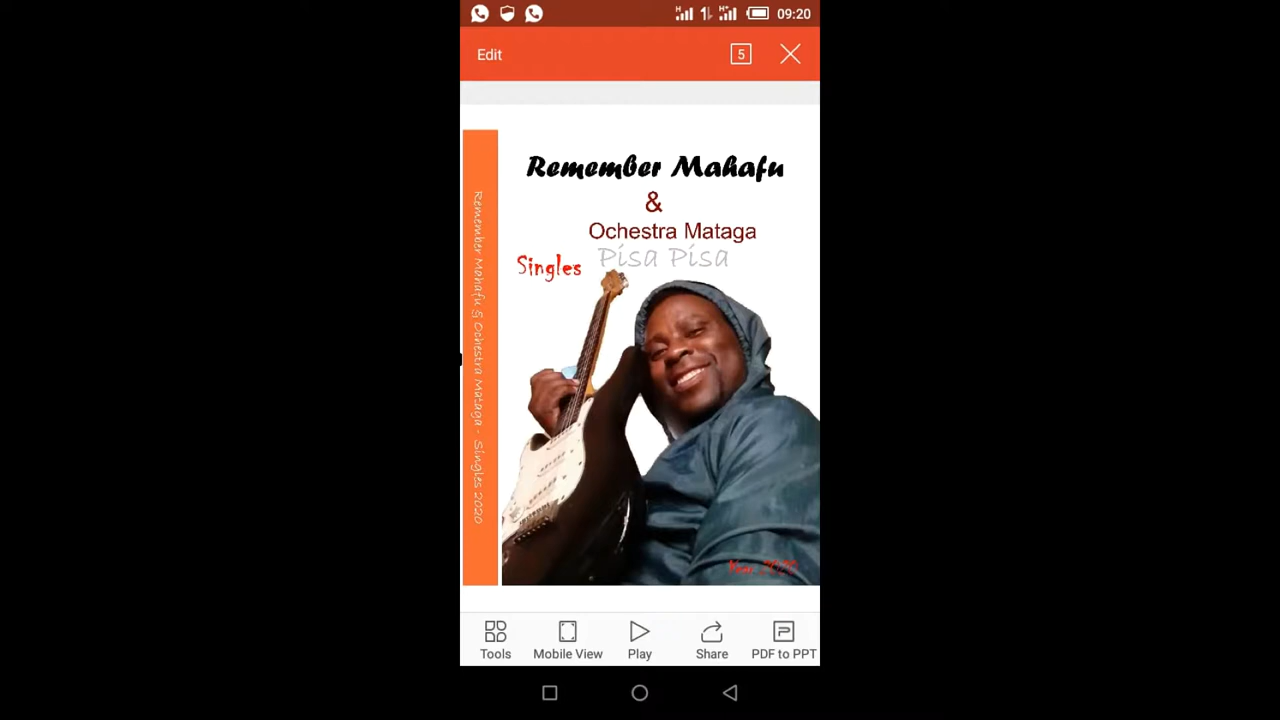 09:20
Edit
5
Remember Mahafu
&
Ochestra Mataga
Pisa Pisa
Singles
Remember Mahafu & Ochestra Mataga - Singles 2020
2020
Tools
Mobile View
Play
Share
PDF to PPT